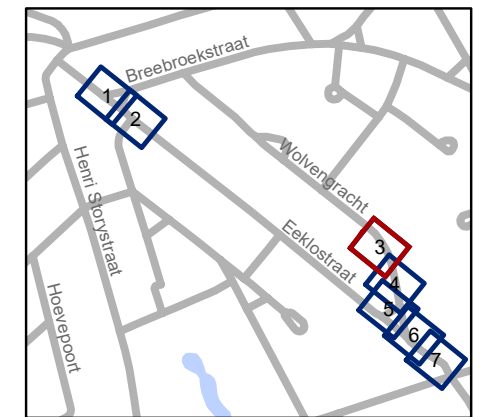 Breebroekstraat
1
2
Wolvengracht
Henri Storystraat
Eeklostraat
3
4
5
6
7
Hoevepoort